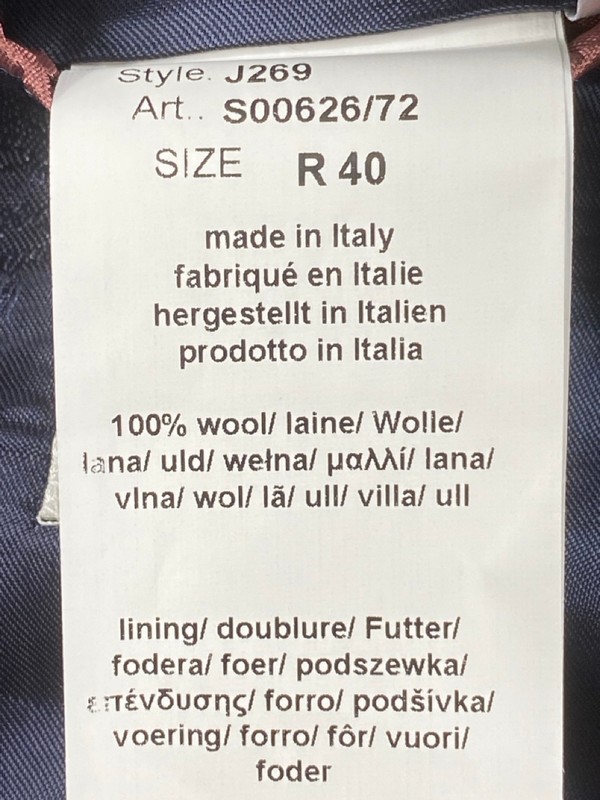 Style. J269
Art.. S00626/72
SIZE R 40
made in Italy
fabriqué en Italie
hergestellt in Italien
prodotto in Italia
100% wool/ laine/ Wolle/
lana/ uld/ wełna/ μαλλί/ lana/
vlna/ wol/ lã/ ull/ villa/ ull
lining/ doublure/ Futter/
fodera/ foer/ podszewka/
επένδυσης/ forro/ podšívka/
voering/ forro/ fôr/ vuori/
foder